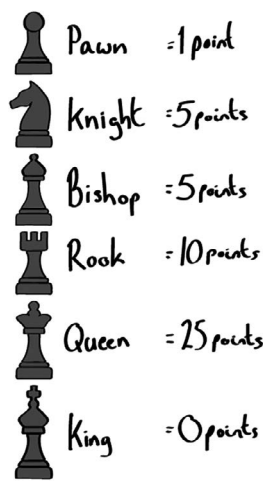 Pawn =1 point
Knight =5 points
Bishop =5 points
Rook =10 points
Queen =25 points
King =0 points